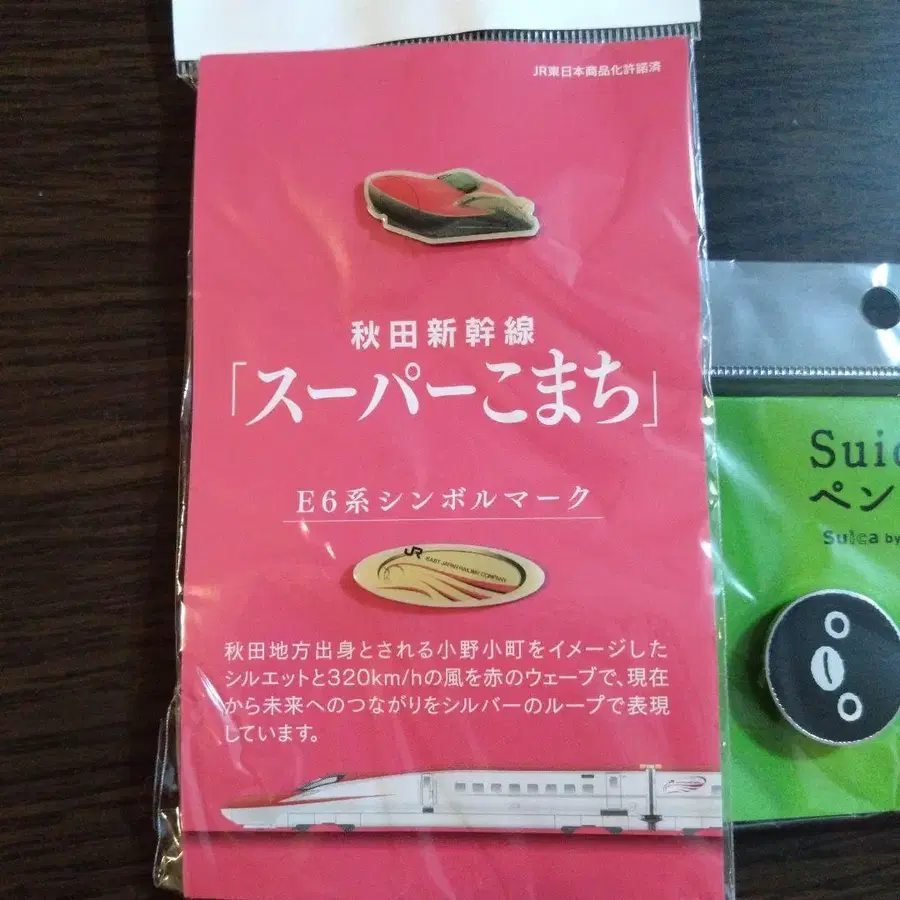 JR東日本商品化許諾済
秋田新幹線
「スーパーこまち」
E6系シンボルマーク
JR EAST JAPAN RAILWAY COMPANY
秋田地方出身とされる小野小町をイメージした
シルエットと320km/hの風を赤のウェーブで、現在
から未来へのつながりをシルバーのループで表現
しています。
Suic
ペン
Suica by